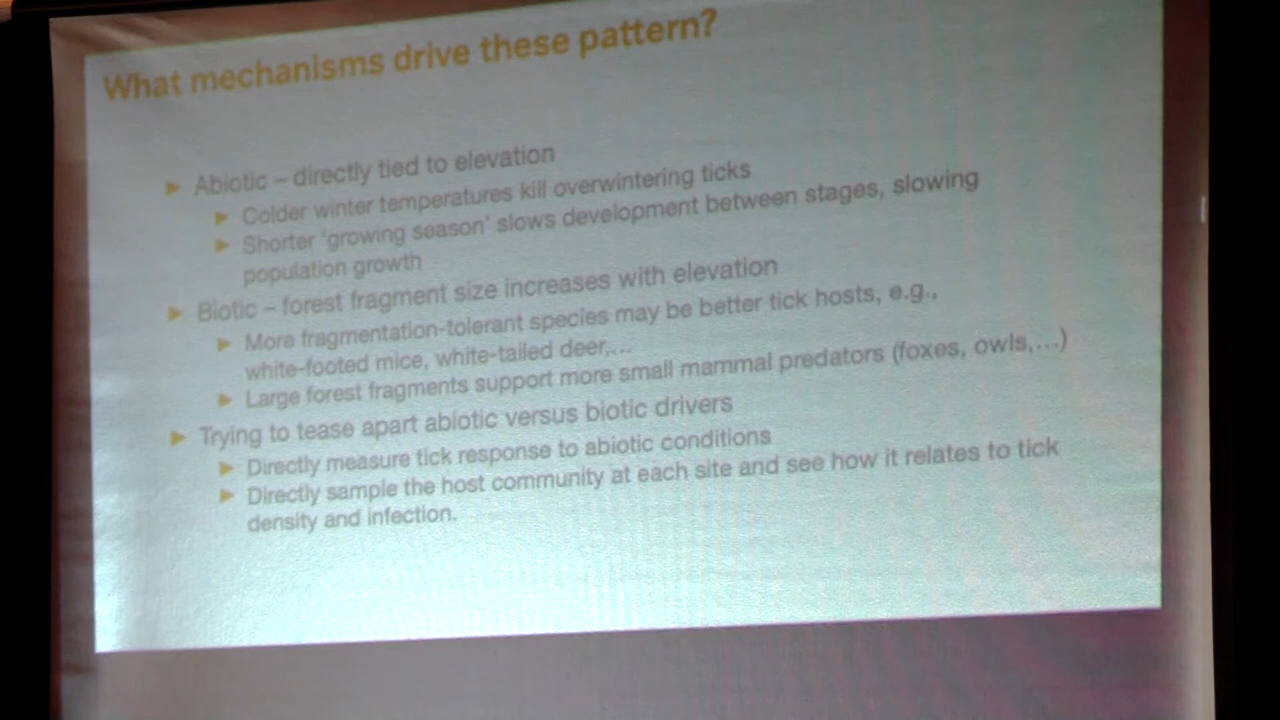 What mechanisms drive these pattern?
Abiotic – directly tied to elevation
Colder winter temperatures kill overwintering ticks
Shorter 'growing season' slows development between stages, slowing
population growth
Biotic – forest fragment size increases with elevation
More fragmentation-tolerant species may be better tick hosts, e.g.,
white-footed mice, white-tailed deer,...
Large forest fragments support more small mammal predators (foxes, owls,...)
Trying to tease apart abiotic versus biotic drivers
Directly measure tick response to abiotic conditions
Directly sample the host community at each site and see how it relates to tick
density and infection.